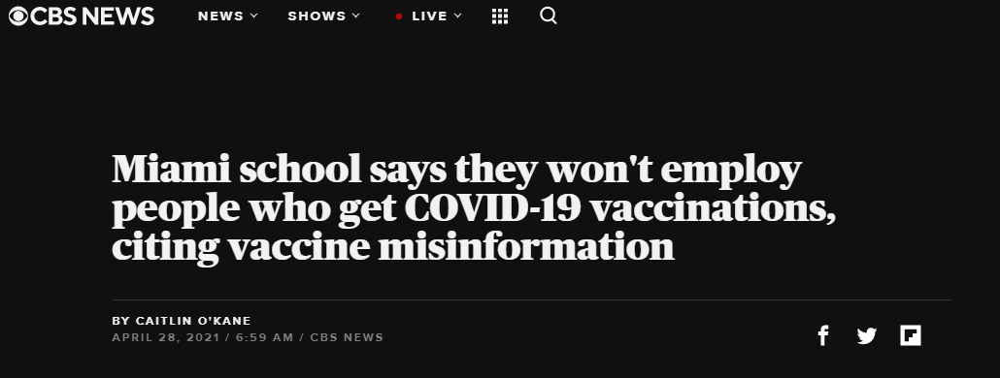 CBS NEWS NEWS SHOWS LIVE
Miami school says they won't employ
people who get COVID-19 vaccinations,
citing vaccine misinformation
BY CAITLIN O'KANE
APRIL 28, 2021 / 6:59 AM / CBS NEWS